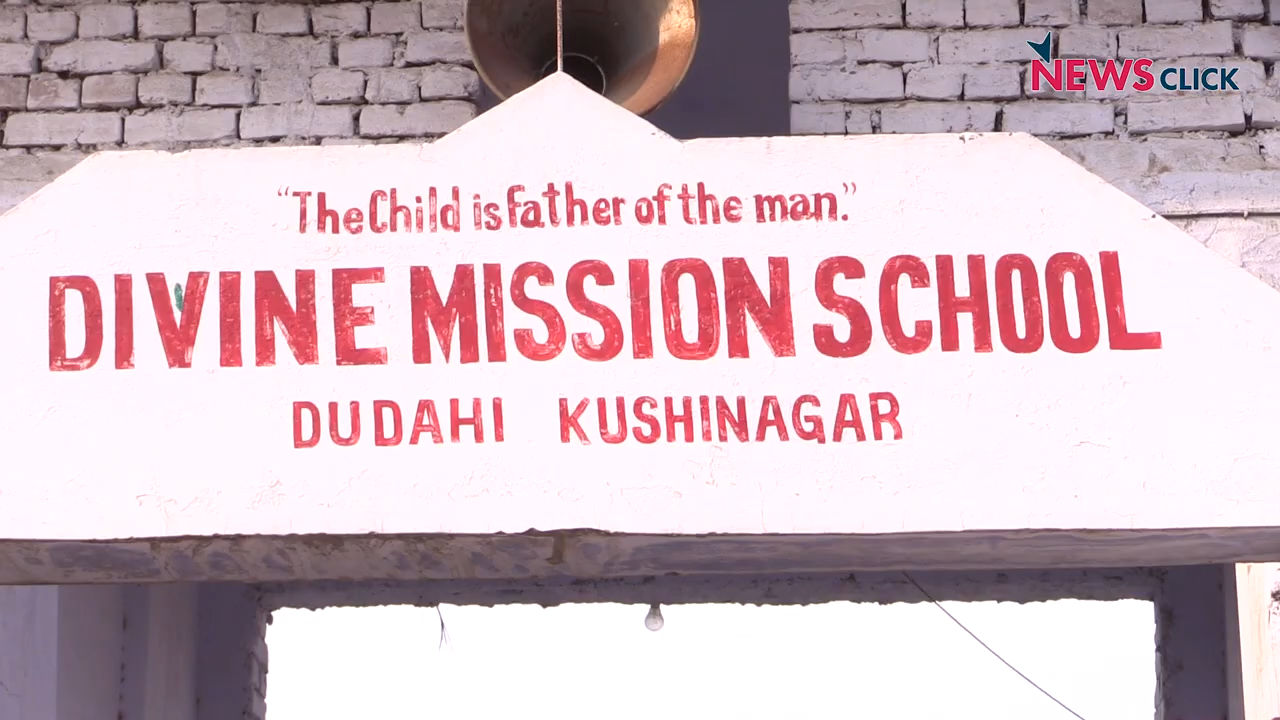 NEWSCLICK
“The Child is father of the man.”
DIVINE MISSION SCHOOL
DUDAHI KUSHINAGAR